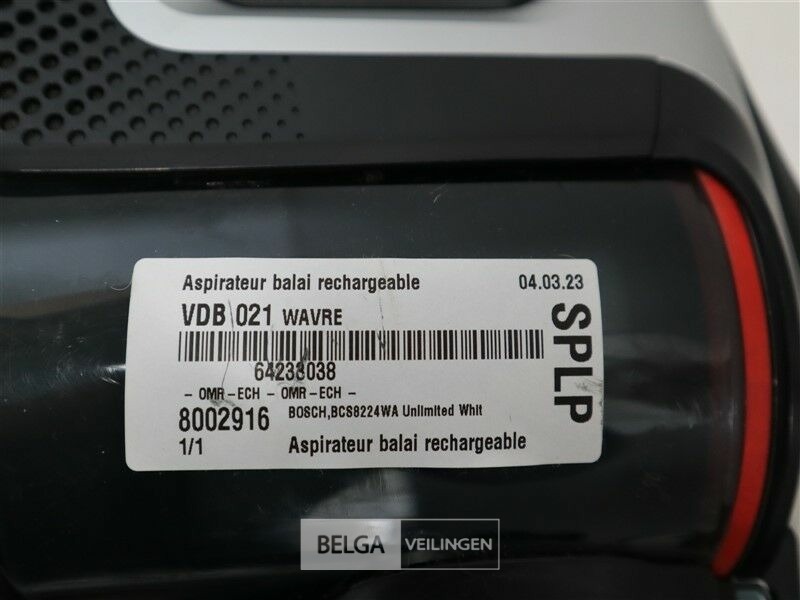 Aspirateur balai rechargeable 04.03.23
VDB 021 WAVRE
SPLP
64233038
- OMR-ECH - OMR-ECH -
8002916 BOSCH,BCS8224WA Unlimited Whit
1/1 Aspirateur balai rechargeable
BELGA VEILINGEN